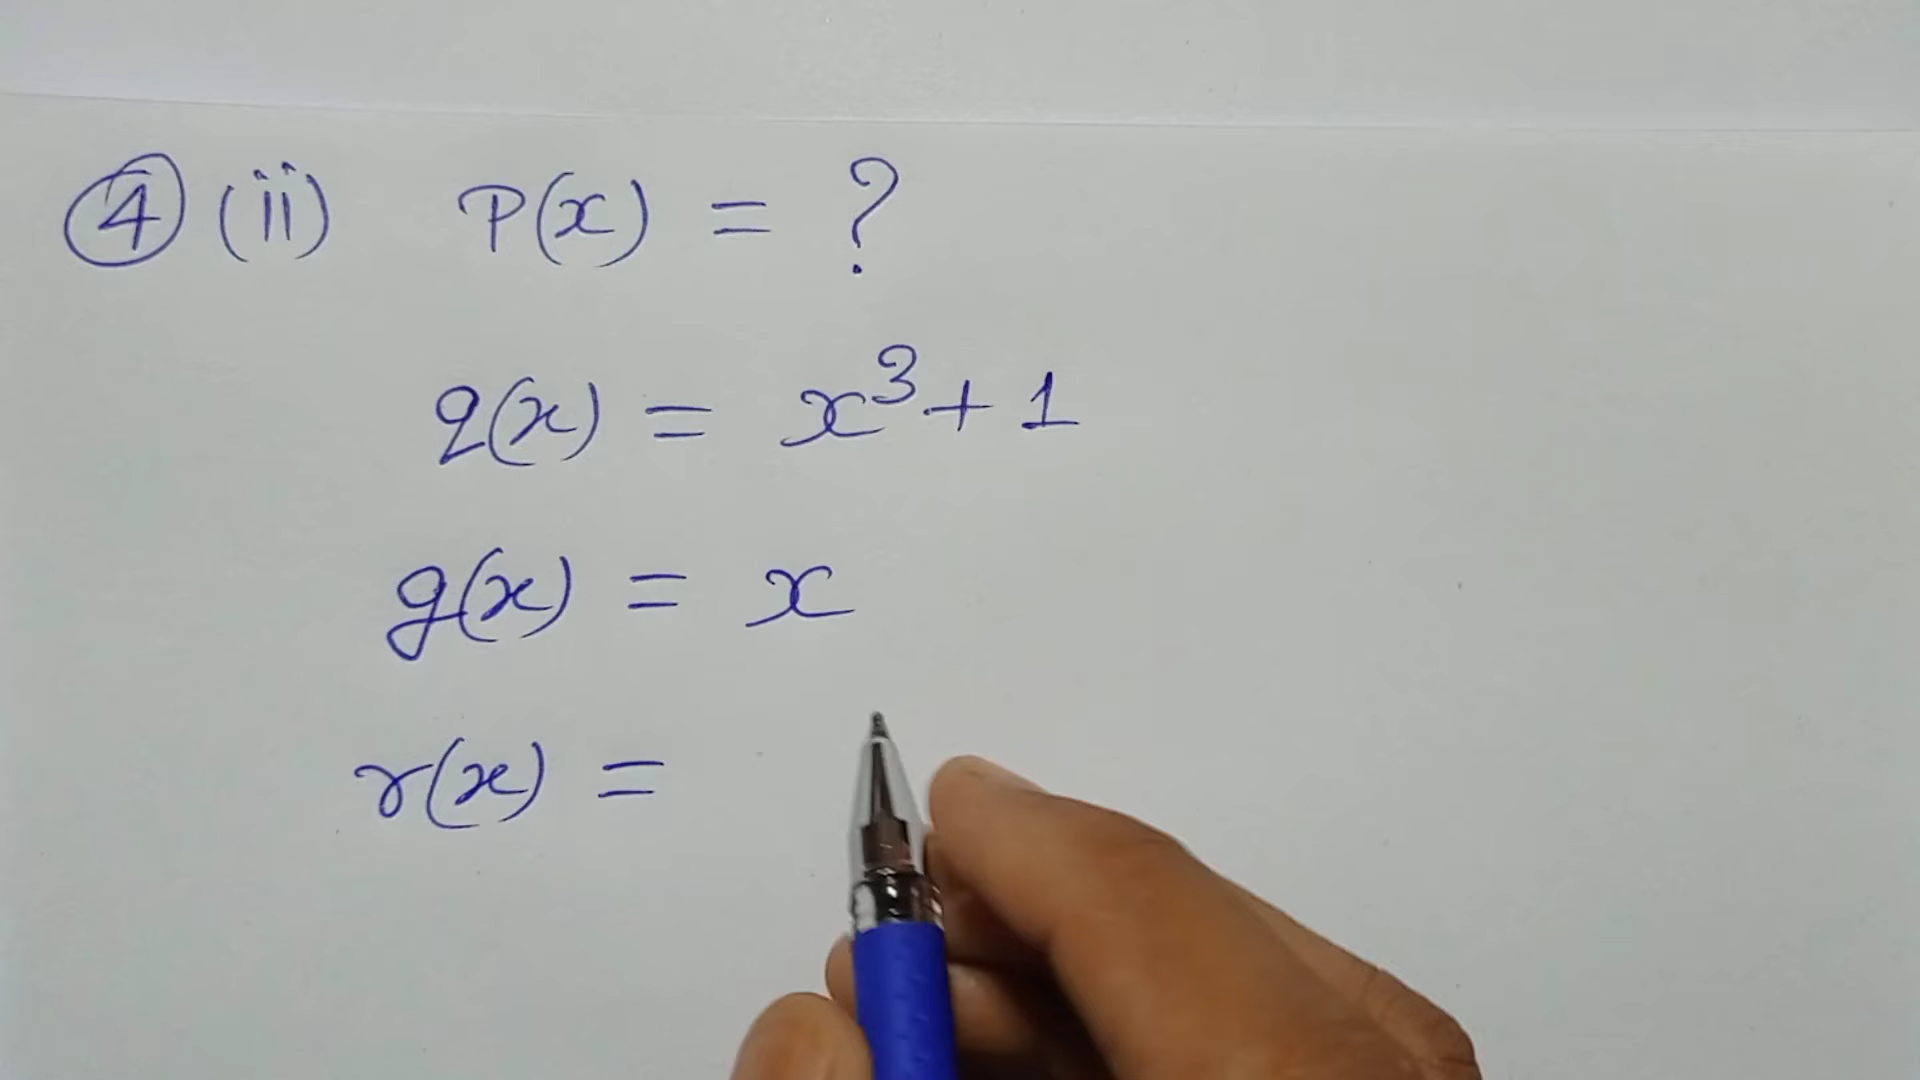 ④ (ii) P(x) = ?
q(x) = x³ + 1
g(x) = x
r(x) =